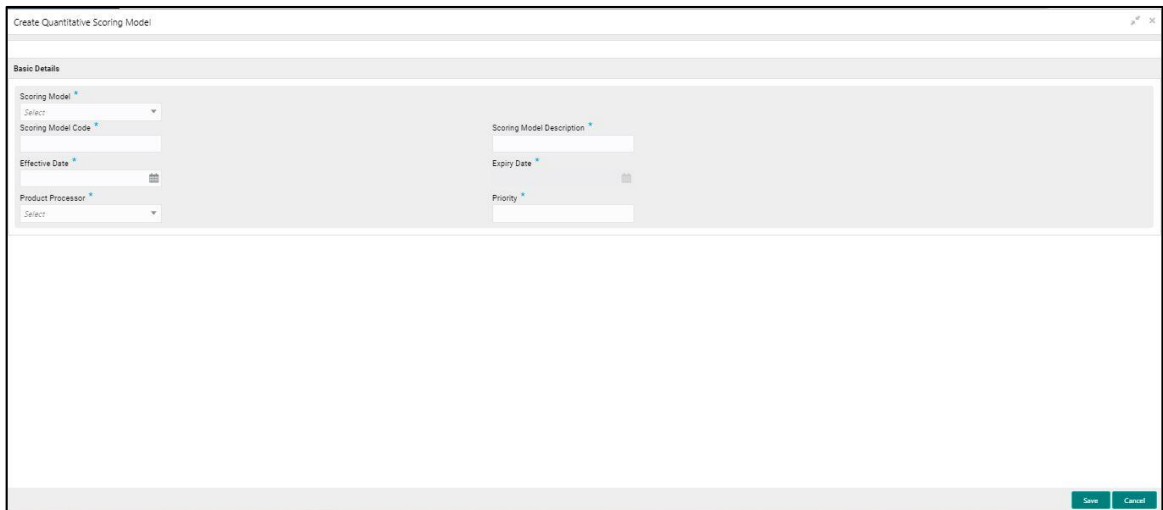 Create Quantitative Scoring Model
Basic Details
Scoring Model *
Select
Scoring Model Code *
Scoring Model Description *
Effective Date *
Expiry Date *
Product Processor *
Priority *
Select
Save
Cancel